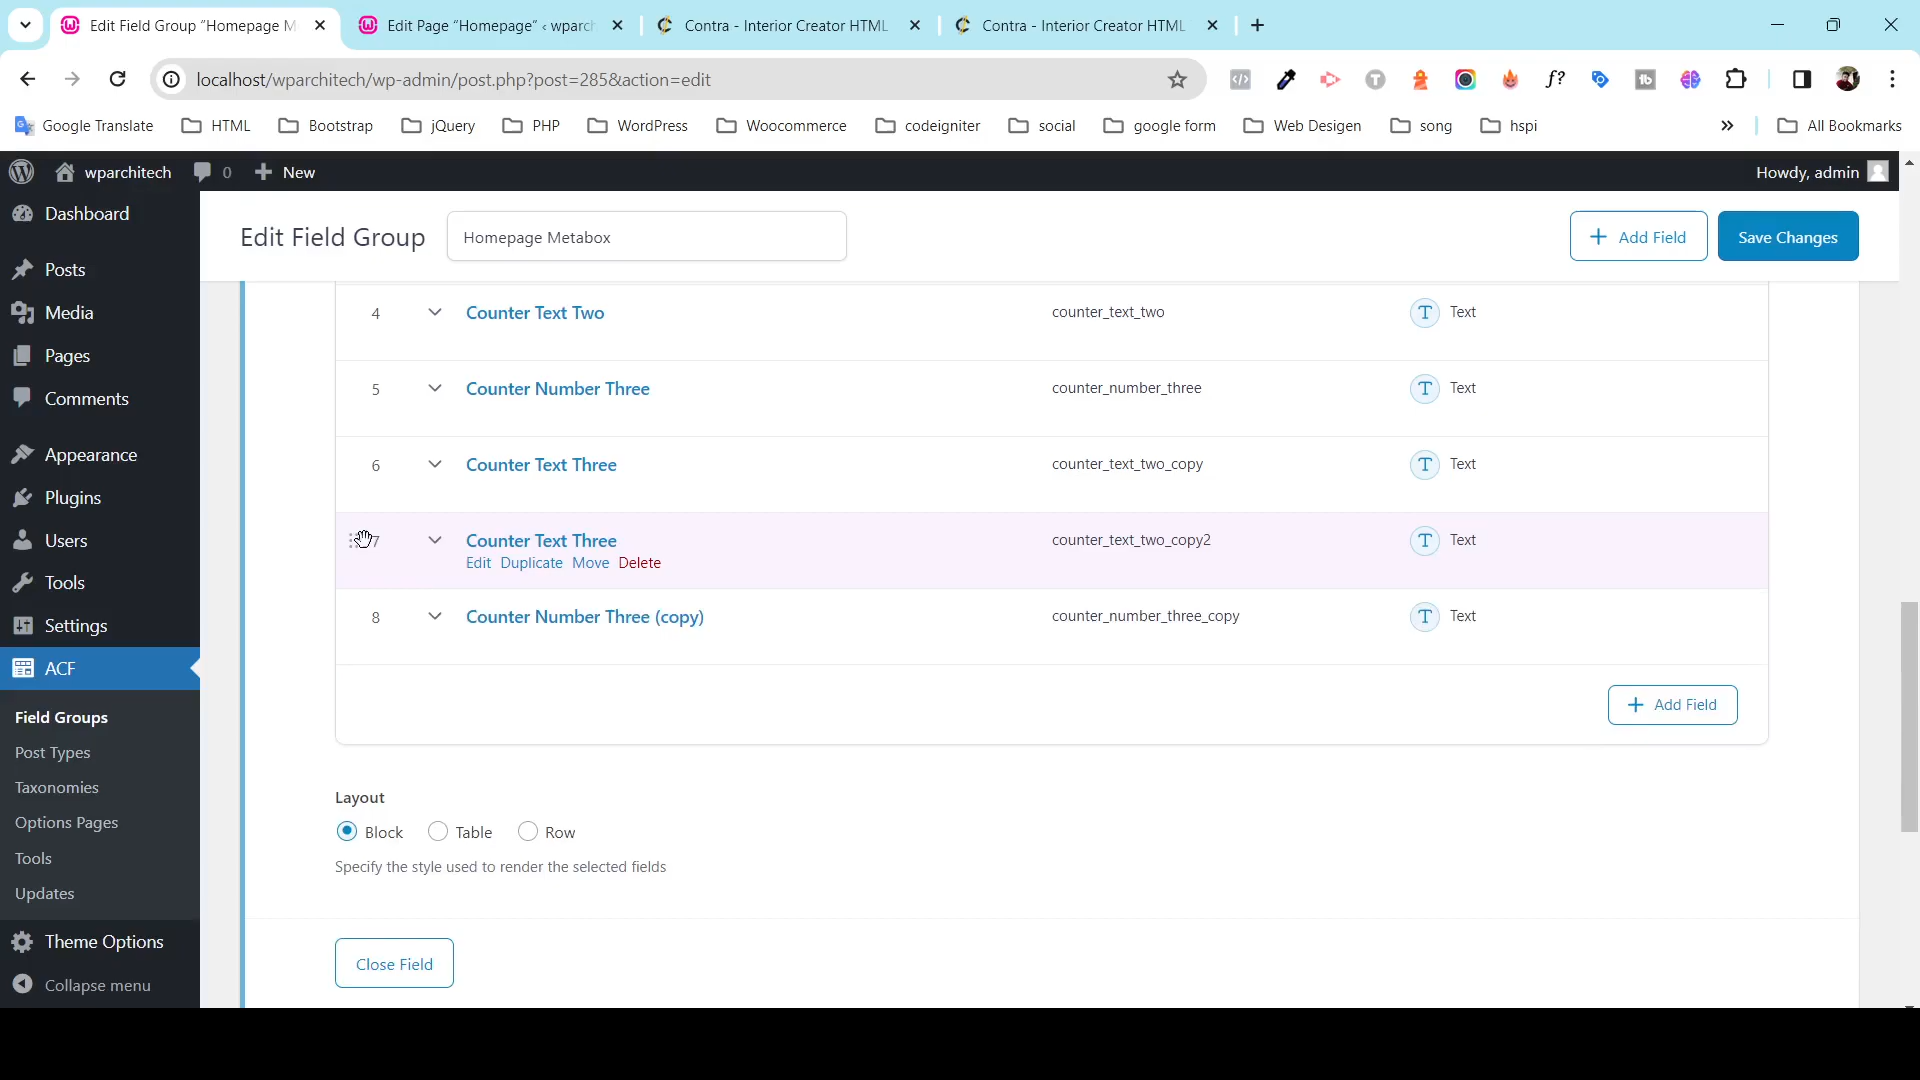 Edit Field Group "Homepage M
Edit Page "Homepage" ‹ wparch
Contra - Interior Creator HTML
Contra - Interior Creator HTML
localhost/wparchitech/wp-admin/post.php?post=285&action=edit
Google Translate
HTML
Bootstrap
jQuery
PHP
WordPress
Woocommerce
codeigniter
social
google form
Web Desigen
song
hspi
»
All Bookmarks
wparchitech
0
New
Howdy, admin
Dashboard
Posts
Media
Pages
Comments
Appearance
Plugins
Users
Tools
Settings
ACF
Field Groups
Post Types
Taxonomies
Options Pages
Tools
Updates
Theme Options
Collapse menu
Edit Field Group
Homepage Metabox
+ Add Field
Save Changes
4 Counter Text Two counter_text_two T Text
5 Counter Number Three counter_number_three T Text
6 Counter Text Three counter_text_two_copy T Text
7 Counter Text Three counter_text_two_copy2 T Text
Edit Duplicate Move Delete
8 Counter Number Three (copy) counter_number_three_copy T Text
+ Add Field
Layout
Block Table Row
Specify the style used to render the selected fields
Close Field